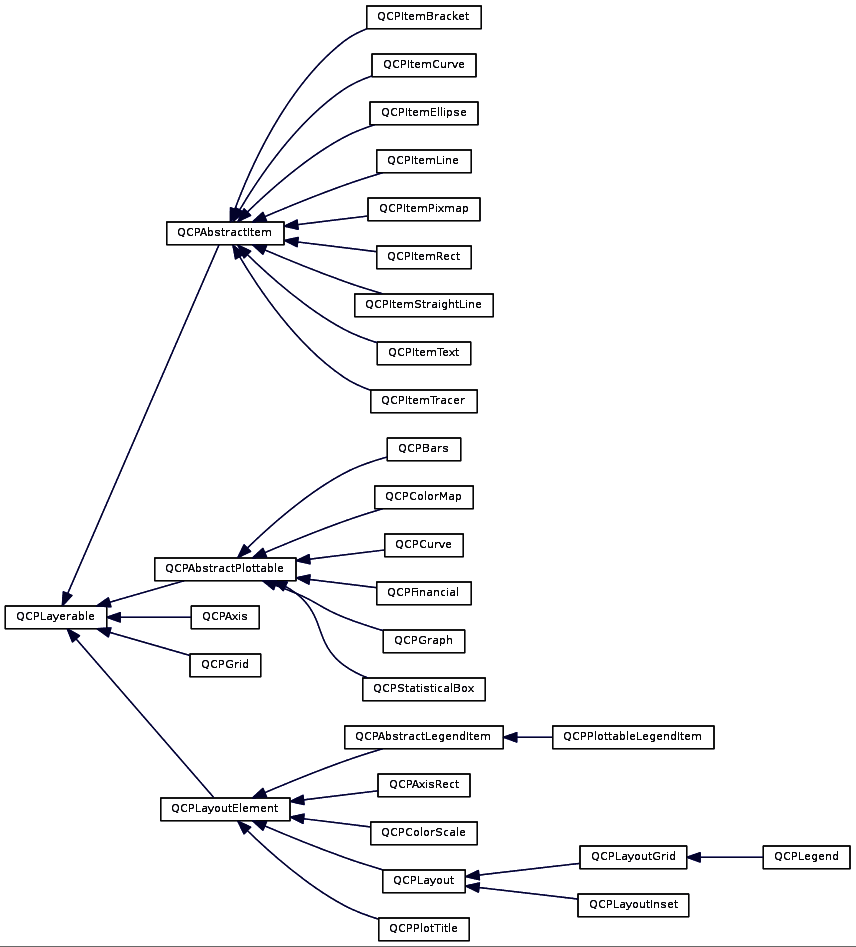 QCPItemBracket
QCPItemCurve
QCPItemEllipse
QCPItemLine
QCPItemPixmap
QCPAbstractItem
QCPItemRect
QCPItemStraightLine
QCPItemText
QCPItemTracer
QCPBars
QCPColorMap
QCPCurve
QCPAbstractPlottable
QCPFinancial
QCPLayerable
QCPAxis
QCPGraph
QCPGrid
QCPStatisticalBox
QCPAbstractLegendItem
QCPPlottableLegendItem
QCPAxisRect
QCPLayoutElement
QCPColorScale
QCPLayoutGrid
QCPLegend
QCPLayout
QCPLayoutInset
QCPPlotTitle